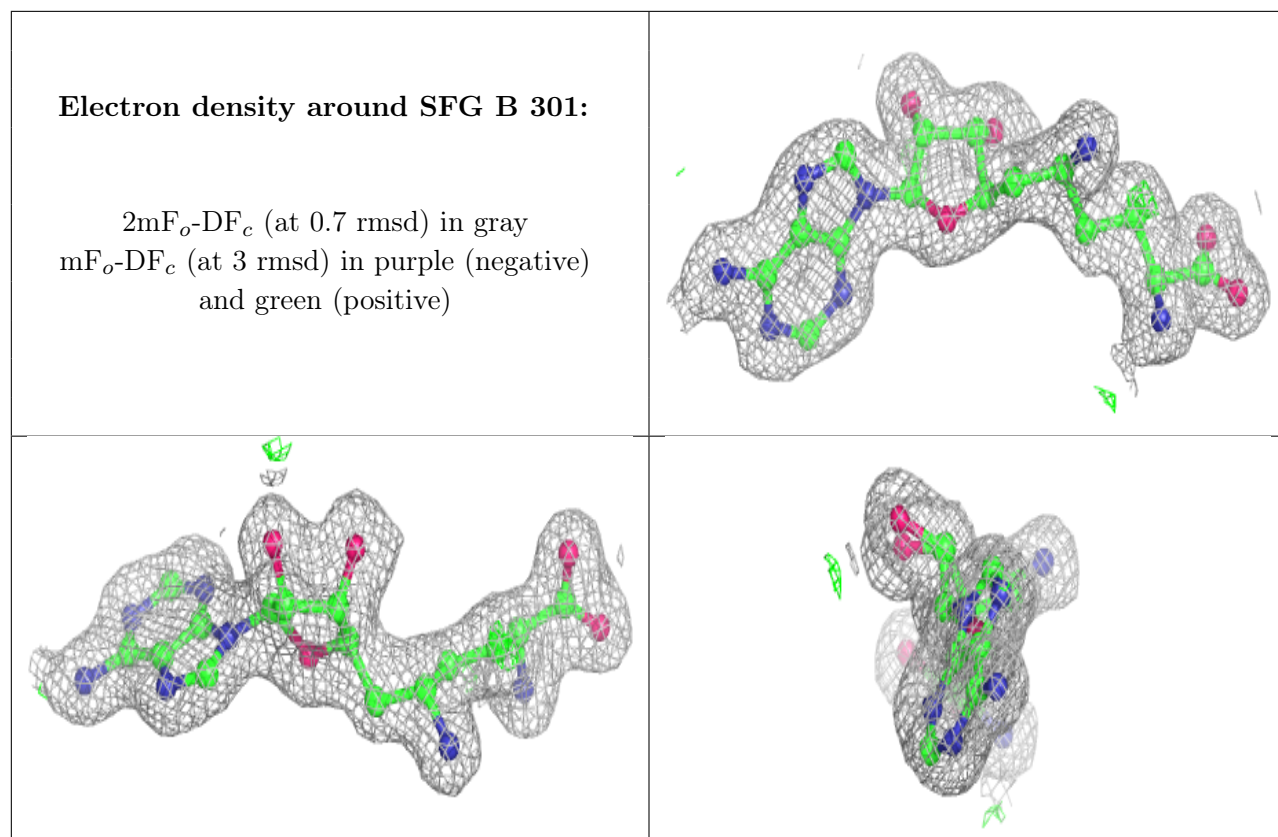 Electron density around SFG B 301:
2mFo-DFc (at 0.7 rmsd) in gray
mFo-DFc (at 3 rmsd) in purple (negative)
and green (positive)